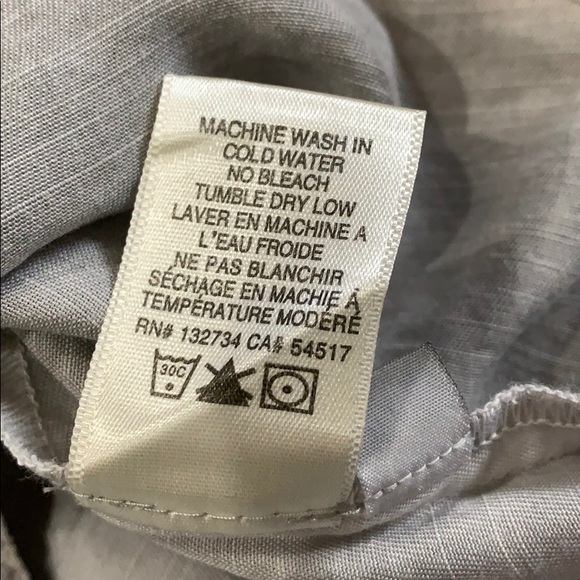 MACHINE WASH IN
COLD WATER
NO BLEACH
TUMBLE DRY LOW
LAVER EN MACHINE A
L'EAU FROIDE
NE PAS BLANCHIR
SÉCHAGE EN MACHIE À
TEMPÉRATURE MODÉRÉ
RN# 132734 CA# 54517
30C